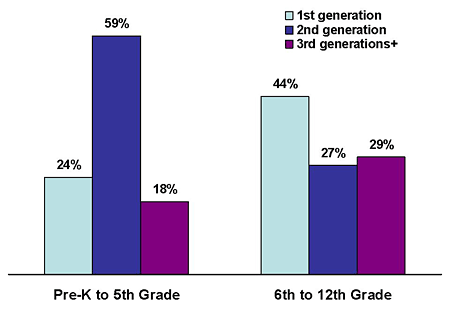 59%
1st generation
2nd generation
3rd generations+
44%
24%
18%
27%
29%
Pre-K to 5th Grade
6th to 12th Grade